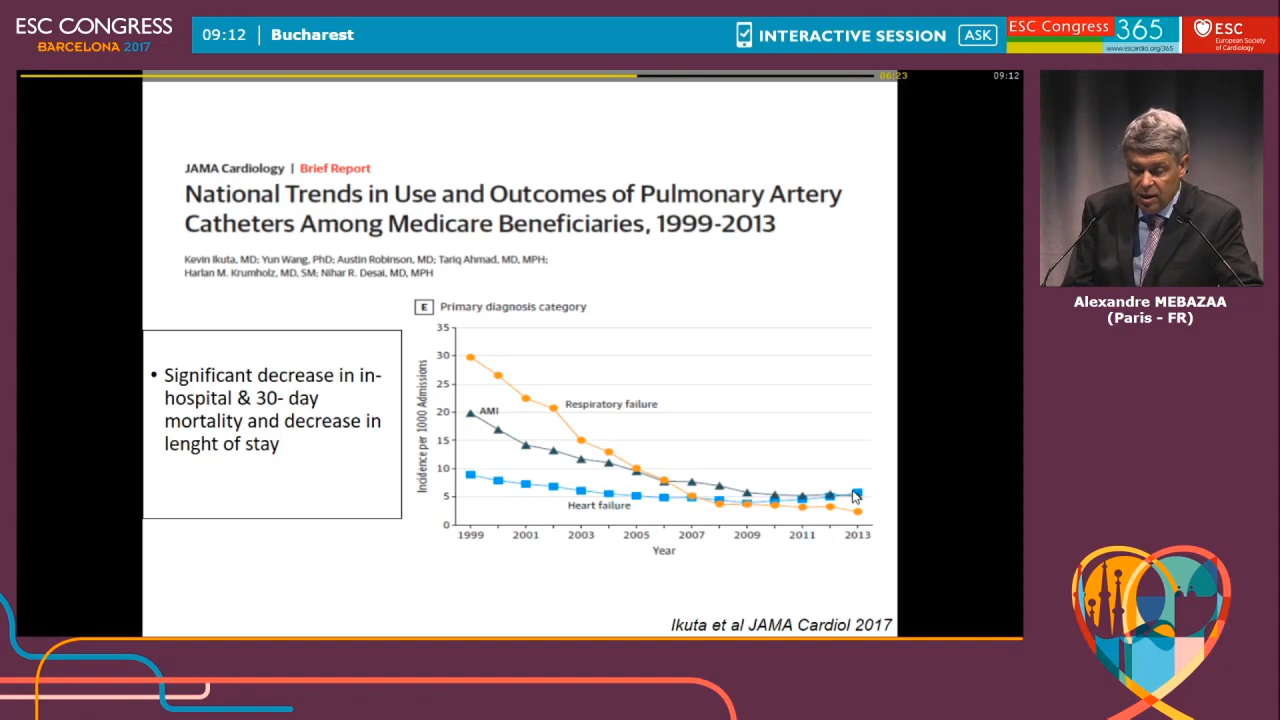 ESC CONGRESS
BARCELONA 2017
09:12
Bucharest
INTERACTIVE SESSION
ASK
ESC Congress
365
www.escardio.org/365
ESC
European Society
of Cardiology
06:23
09:12
JAMA Cardiology | Brief Report
National Trends in Use and Outcomes of Pulmonary Artery
Catheters Among Medicare Beneficiaries, 1999-2013
Kevin Ikuta, MD; Yun Wang, PhD; Austin Robinson, MD; Tariq Ahmad, MD, MPH;
Harlan M. Krumholz, MD, SM; Nihar R. Desai, MD, MPH
E Primary diagnosis category
35
30
25
20
15
10
5
0
Incidence per 1000 Admissions
Respiratory failure
AMI
Heart failure
1999 2001 2003 2005 2007 2009 2011 2013
Year
• Significant decrease in in-
hospital & 30- day
mortality and decrease in
lenght of stay
Ikuta et al JAMA Cardiol 2017
Alexandre MEBAZAA
(Paris - FR)